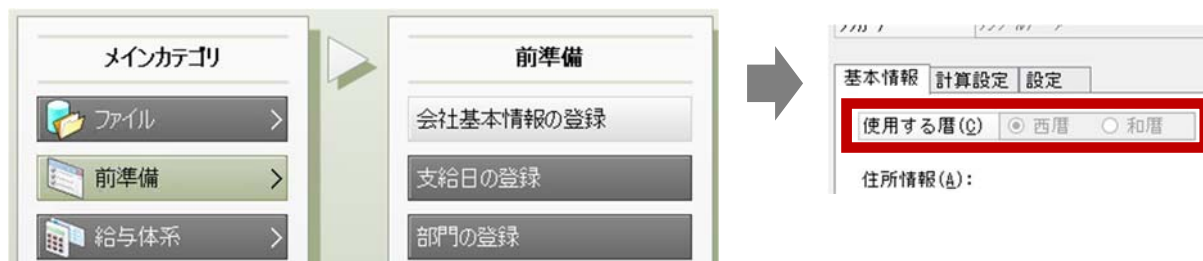 メインカテゴリ
ファイル
前準備
給与体系
前準備
会社基本情報の登録
支給日の登録
部門の登録
基本情報 計算設定 設定
使用する暦(C) 西暦 和暦
住所情報(A):